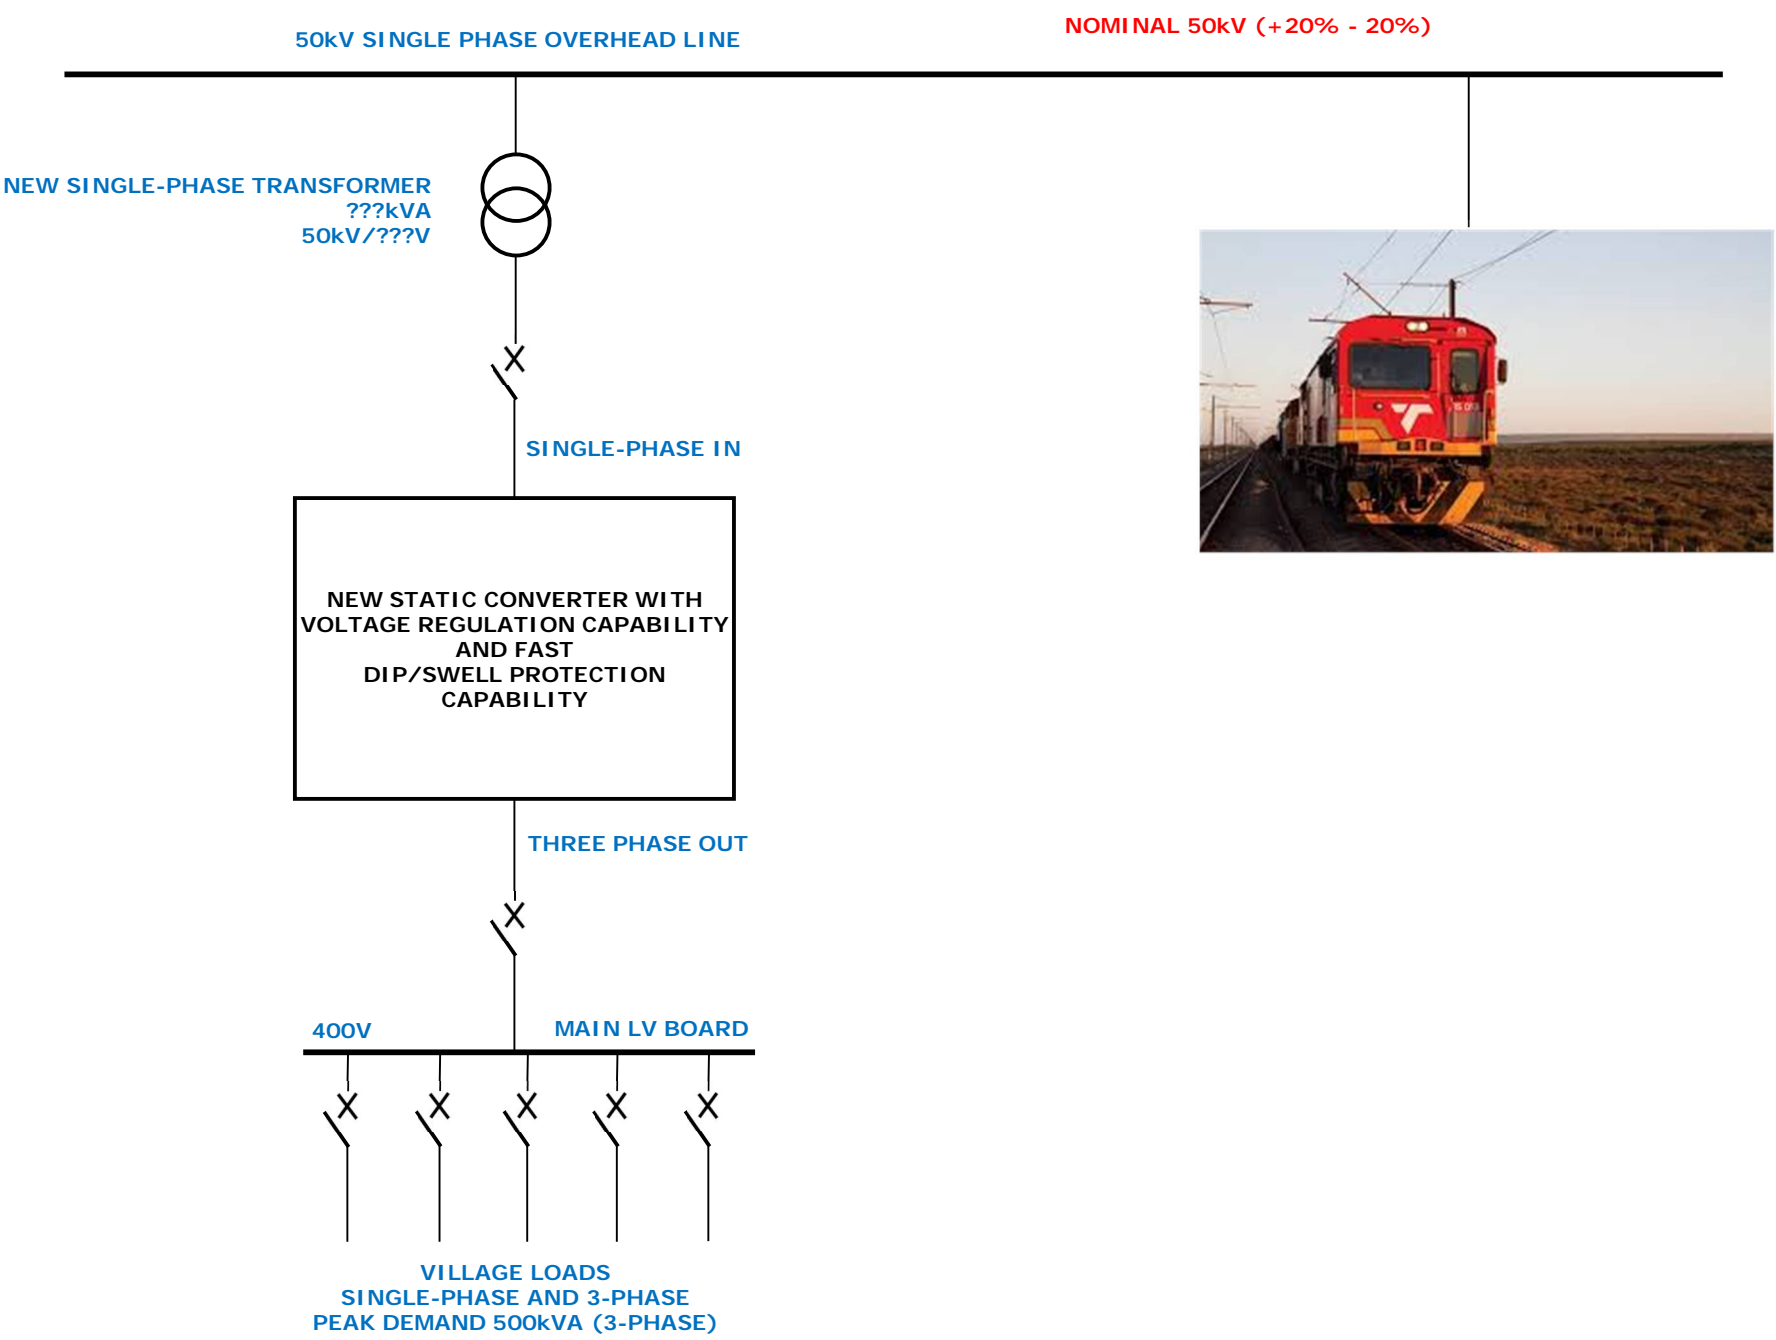 50kV SINGLE PHASE OVERHEAD LINE
NOMINAL 50kV (+20% - 20%)
NEW SINGLE-PHASE TRANSFORMER
???kVA
50kV/???V
SINGLE-PHASE IN
NEW STATIC CONVERTER WITH
VOLTAGE REGULATION CAPABILITY
AND FAST
DIP/SWELL PROTECTION
CAPABILITY
THREE PHASE OUT
400V
MAIN LV BOARD
VILLAGE LOADS
SINGLE-PHASE AND 3-PHASE
PEAK DEMAND 500kVA (3-PHASE)